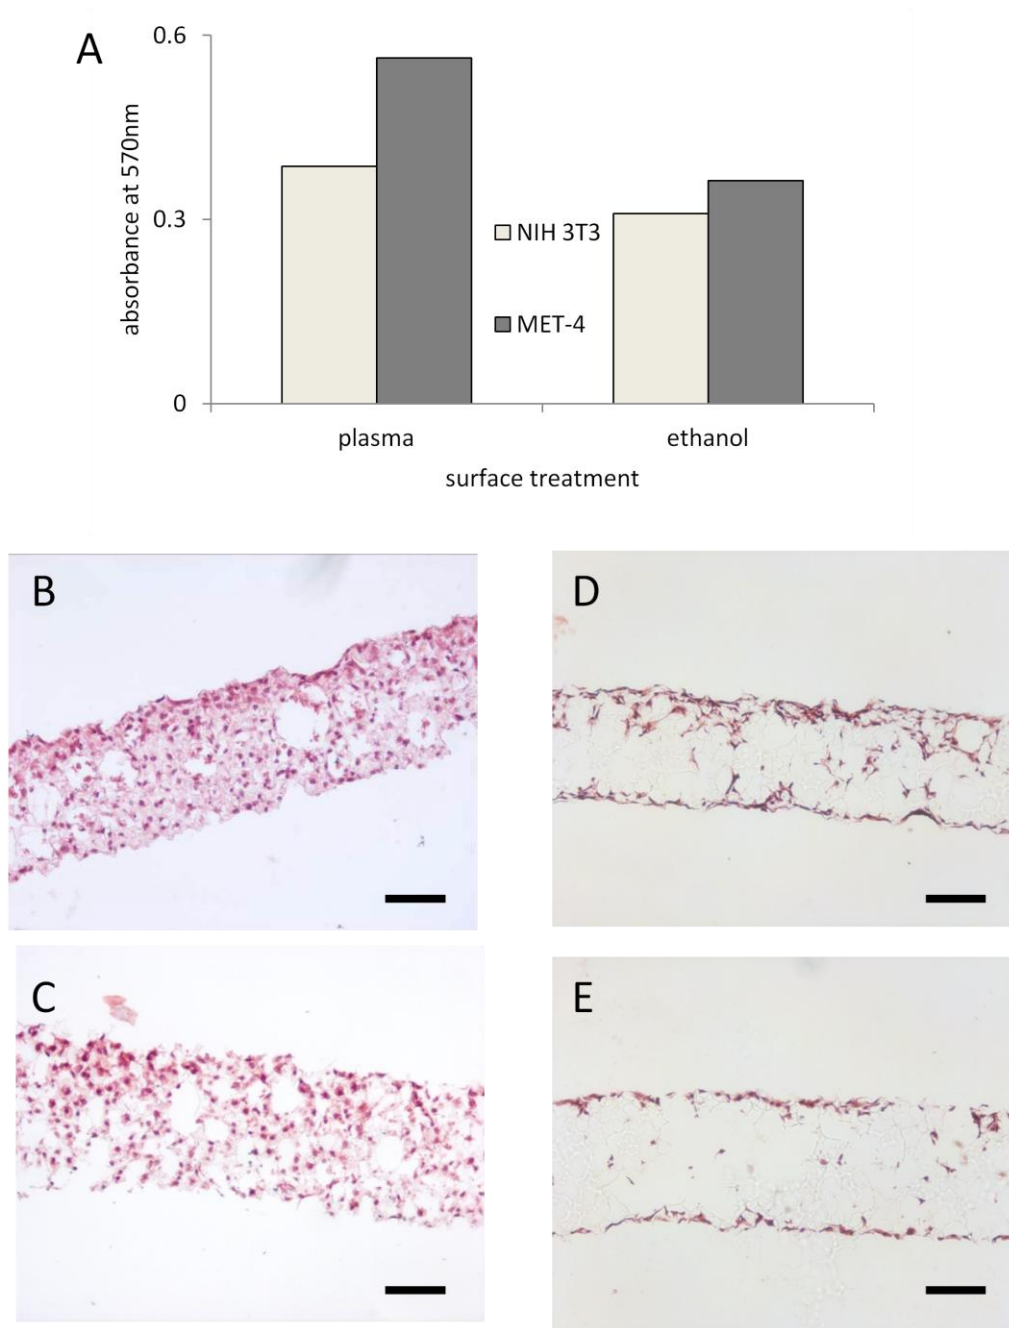 A
0.6
0.3
0
absorbance at 570nm
NIH 3T3
MET-4
plasma
ethanol
surface treatment
B
D
C
E